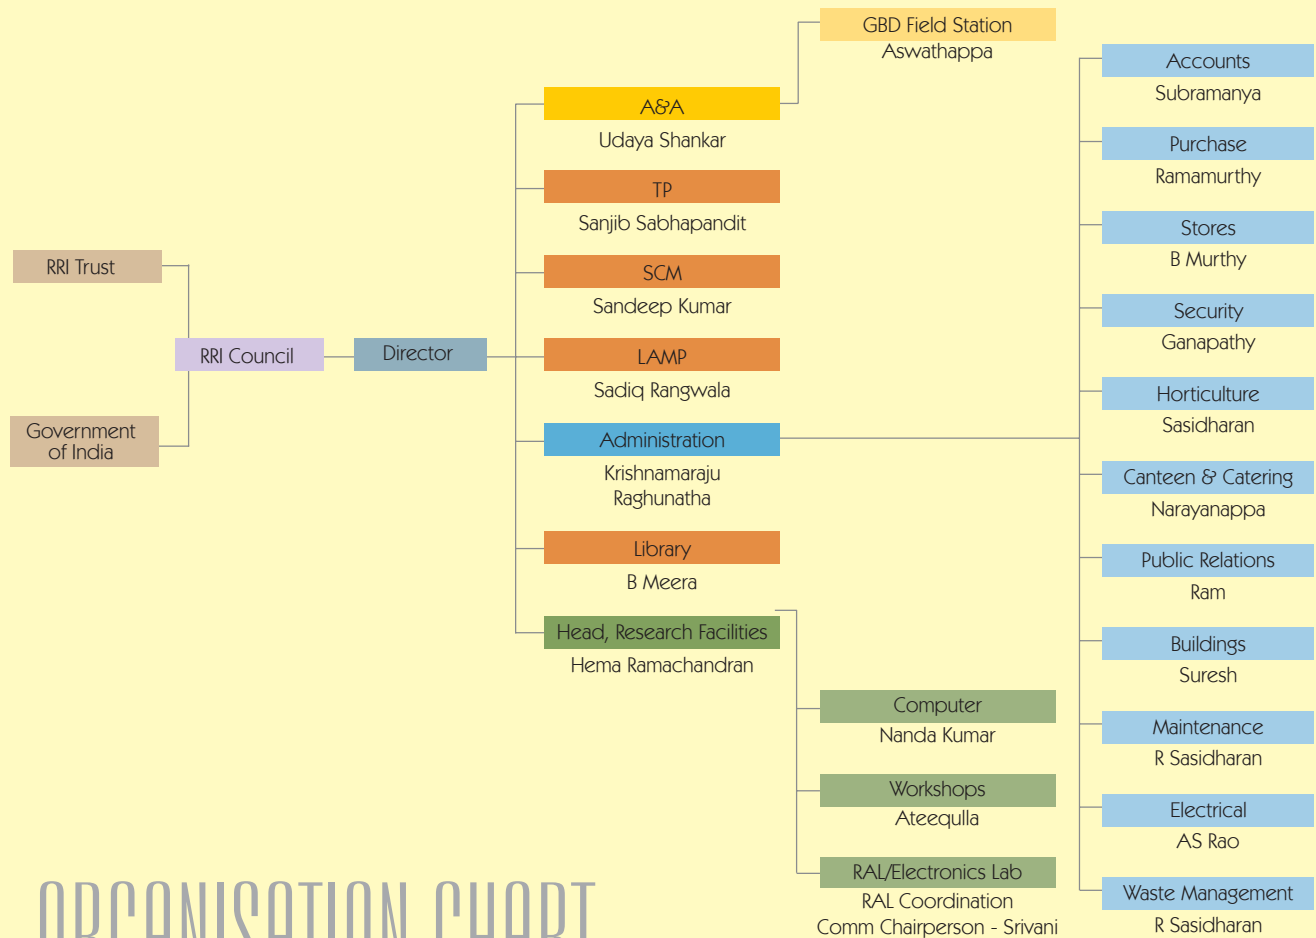 RRI Trust
Government
of India
RRI Council
Director
A&A
Udaya Shankar
TP
Sanjib Sabhapandit
SCM
Sandeep Kumar
LAMP
Sadiq Rangwala
Administration
Krishnamaraju
Raghunatha
Library
B Meera
Head, Research Facilities
Hema Ramachandran
GBD Field Station
Aswathappa
Computer
Nanda Kumar
Workshops
Ateequlla
RAL/Electronics Lab
RAL Coordination
Comm Chairperson - Srivani
Accounts
Subramanya
Purchase
Ramamurthy
Stores
B Murthy
Security
Ganapathy
Horticulture
Sasidharan
Canteen & Catering
Narayanappa
Public Relations
Ram
Buildings
Suresh
Maintenance
R Sasidharan
Electrical
AS Rao
Waste Management
R Sasidharan
ORGANISATION CHART